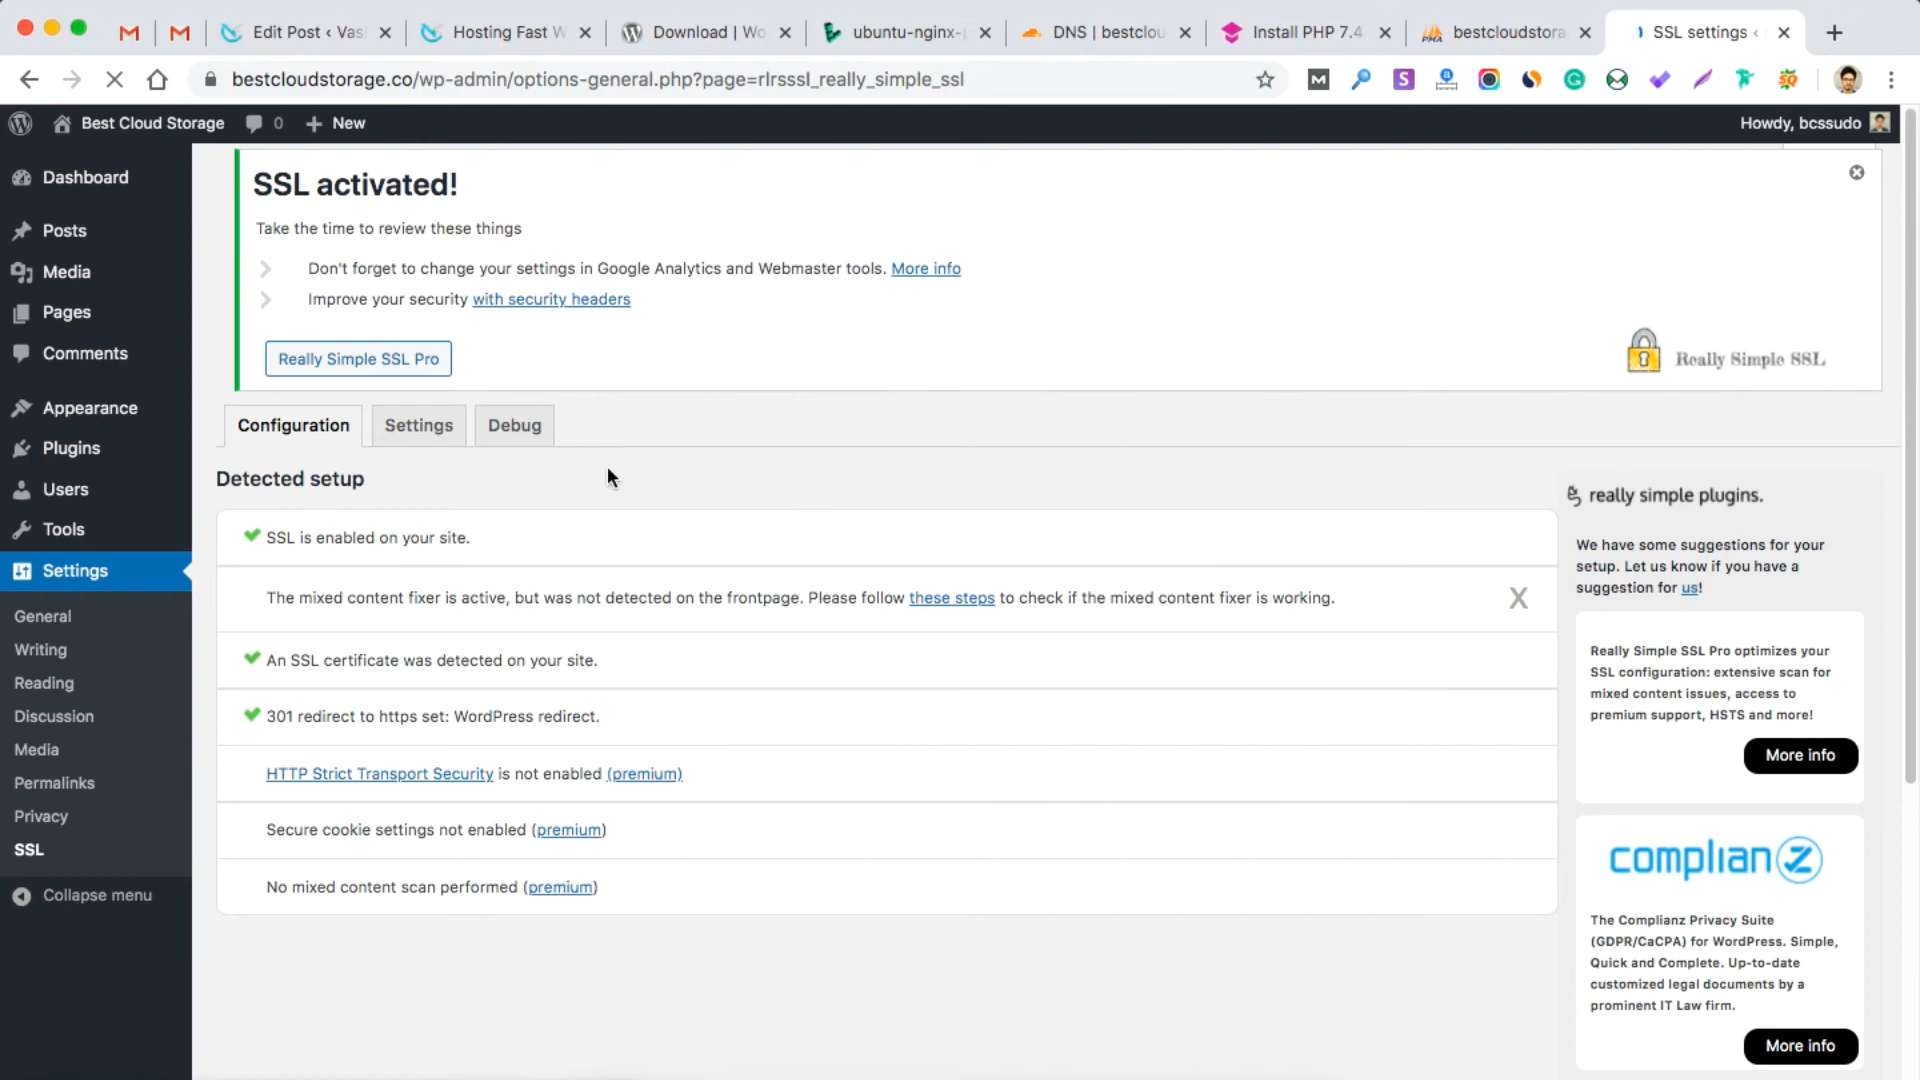 Edit Post ‹ Vas
Hosting Fast W
Download | Wo
ubuntu-nginx-
DNS | bestclou
Install PHP 7.4
bestcloudstora
SSL settings ‹
bestcloudstorage.co/wp-admin/options-general.php?page=rlrsssl_really_simple_ssl
Best Cloud Storage
0
New
Howdy, bcssudo
Dashboard
Posts
Media
Pages
Comments
Appearance
Plugins
Users
Tools
Settings
General
Writing
Reading
Discussion
Media
Permalinks
Privacy
SSL
Collapse menu
SSL activated!
Take the time to review these things
Don't forget to change your settings in Google Analytics and Webmaster tools. More info
Improve your security with security headers
Really Simple SSL Pro
Really Simple SSL
Configuration
Settings
Debug
Detected setup
SSL is enabled on your site.
The mixed content fixer is active, but was not detected on the frontpage. Please follow these steps to check if the mixed content fixer is working.
X
An SSL certificate was detected on your site.
301 redirect to https set: WordPress redirect.
HTTP Strict Transport Security is not enabled (premium)
Secure cookie settings not enabled (premium)
No mixed content scan performed (premium)
really simple plugins.
We have some suggestions for your
setup. Let us know if you have a
suggestion for us!
Really Simple SSL Pro optimizes your
SSL configuration: extensive scan for
mixed content issues, access to
premium support, HSTS and more!
More info
complianz
The Complianz Privacy Suite
(GDPR/CaCPA) for WordPress. Simple,
Quick and Complete. Up-to-date
customized legal documents by a
prominent IT Law firm.
More info